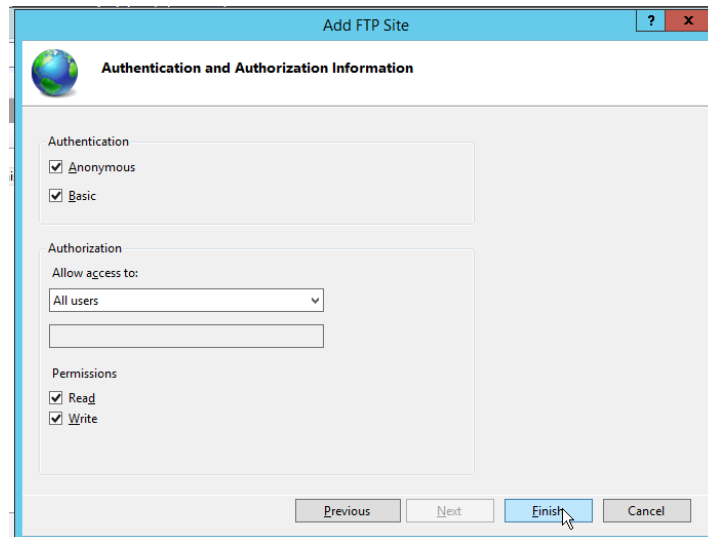 Add FTP Site
?
x
Authentication and Authorization Information
Authentication
Anonymous
Basic
Authorization
Allow access to:
All users
Permissions
Read
Write
Previous Next Finish Cancel